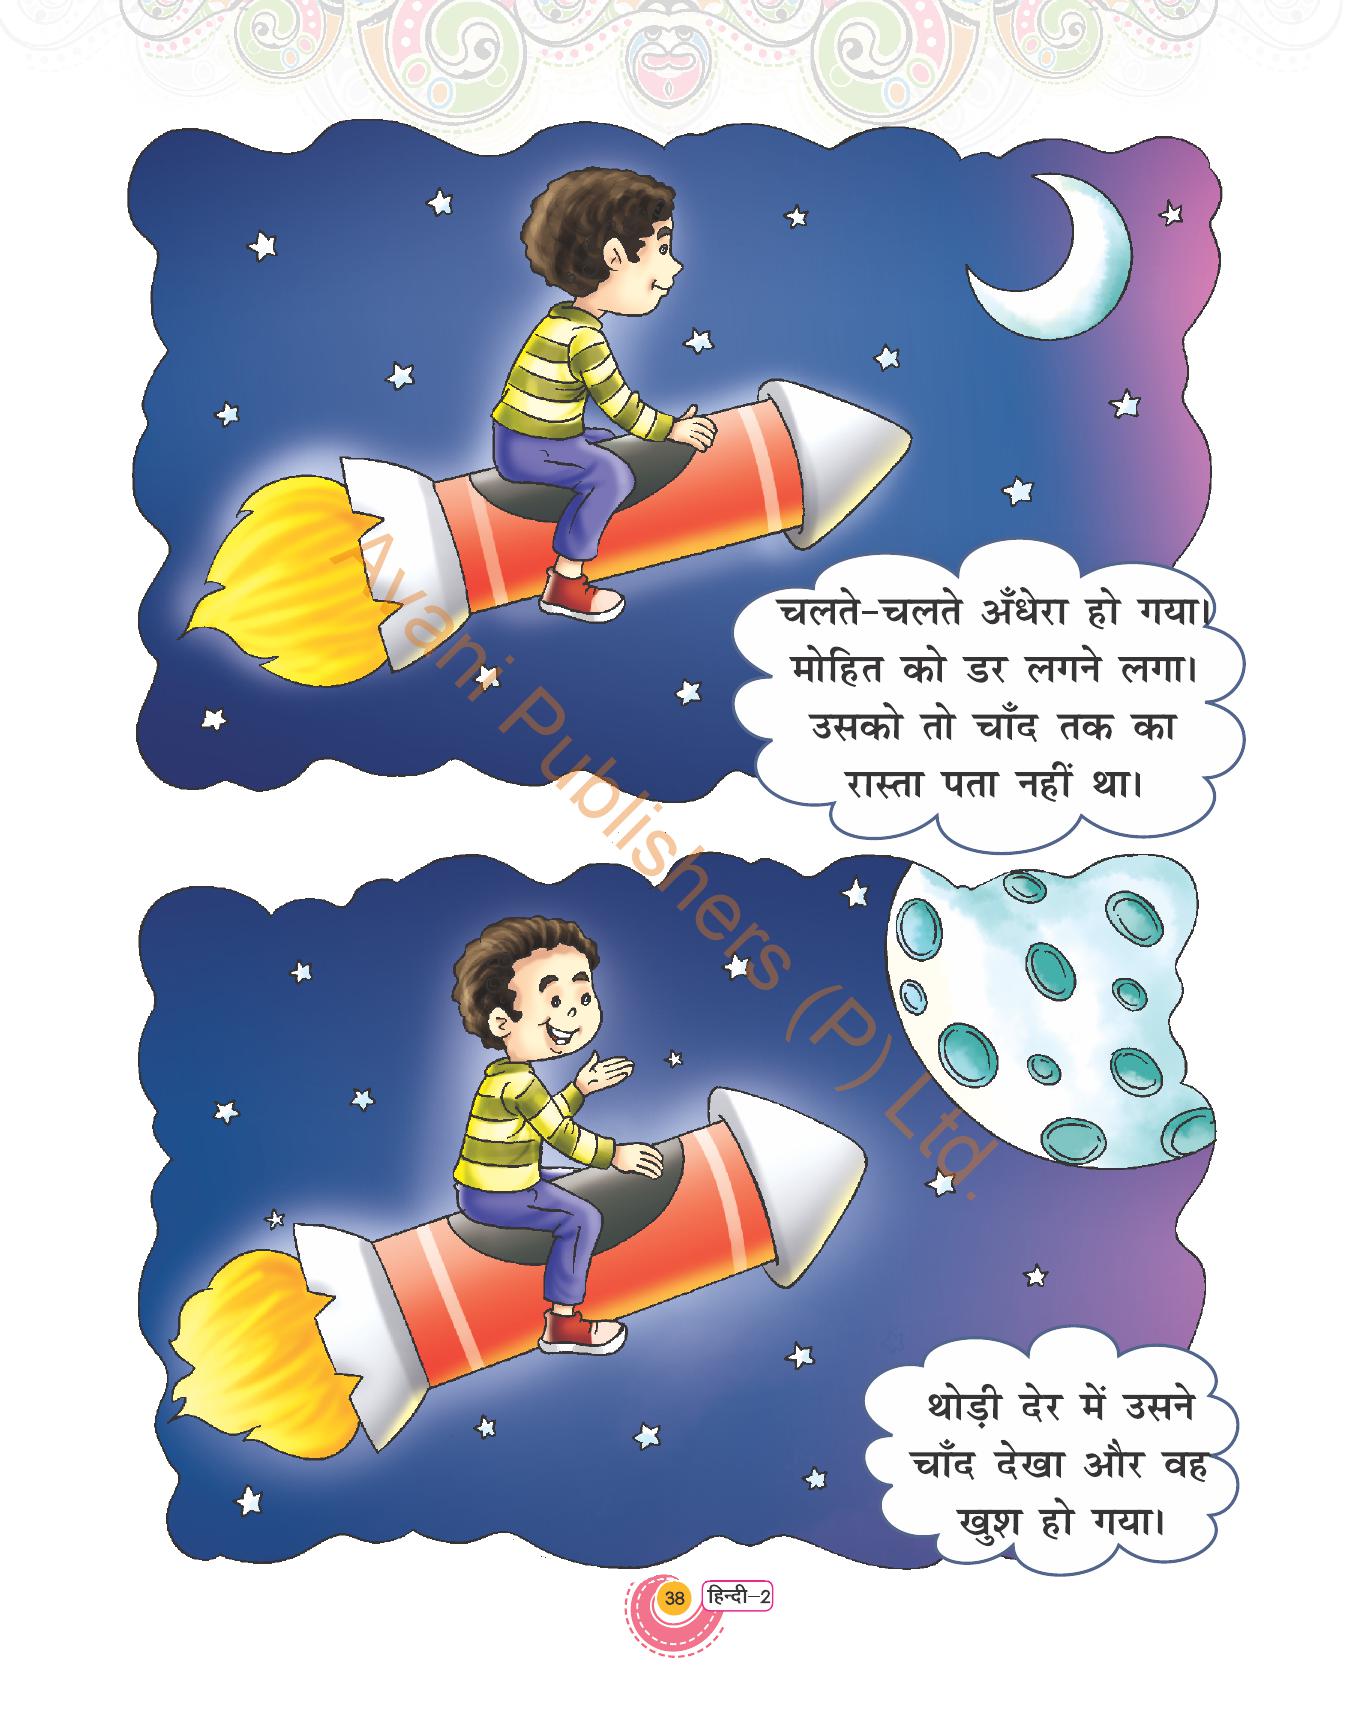 चलते-चलते अँधेरा हो गया।
मोहित को डर लगने लगा।
उसको तो चाँद तक का
रास्ता पता नहीं था।
Avani Publishers (P) Ltd.
थोड़ी देर में उसने
चाँद देखा और वह
खुश हो गया।
38 हिन्दी-2